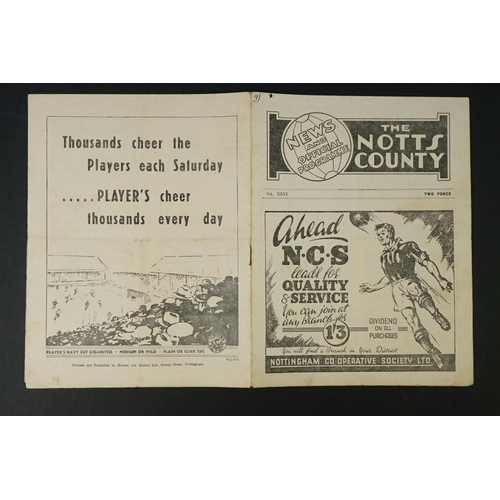 Thousands cheer the
Players each Saturday
.....PLAYER'S cheer
thousands every day
PLAYER'S NAVY CUT CIGARETTES - MEDIUM OR MILD - PLAIN OR CORK TIPS
NEWS
AND
OFFICIAL
PROGRAMME
THE
NOTTS
COUNTY
Vol. XXVI
TWO PENCE
Ahead
N·C·S
leads for
QUALITY
& SERVICE
You can join at
any Branch for
1/3
DIVIDEND
ON ALL
PURCHASES
You will find a Branch in Your District
NOTTINGHAM CO-OPERATIVE SOCIETY LTD.